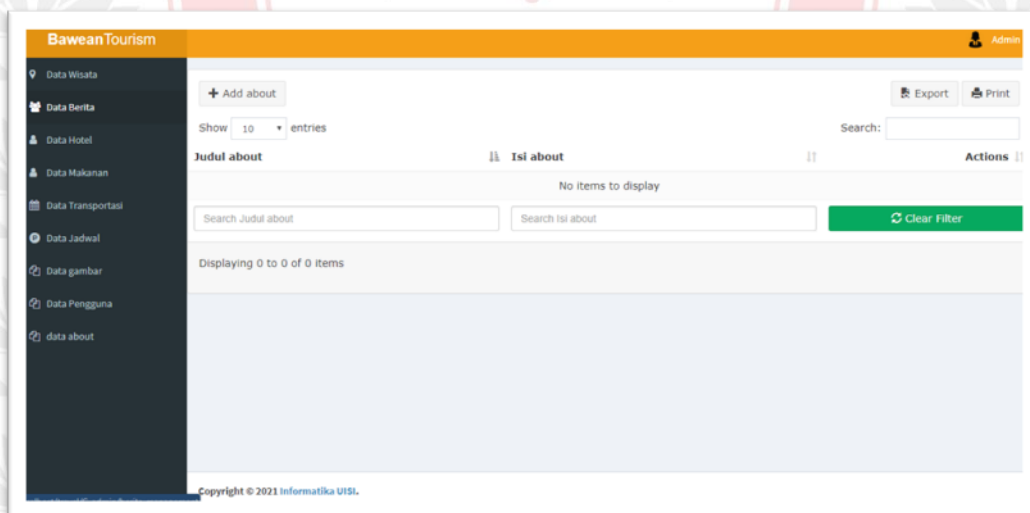 BaweanTourism
Admin
Data Wisata
Data Berita
Data Hotel
Data Makanan
Data Transportasi
Data Jadwal
Data gambar
Data Pengguna
data about
+ Add about
Export Print
Show 10 entries
Search:
Judul about Isi about Actions
No items to display
Search Judul about Search Isi about Clear Filter
Displaying 0 to 0 of 0 items
Copyright © 2021 Informatika UISI.